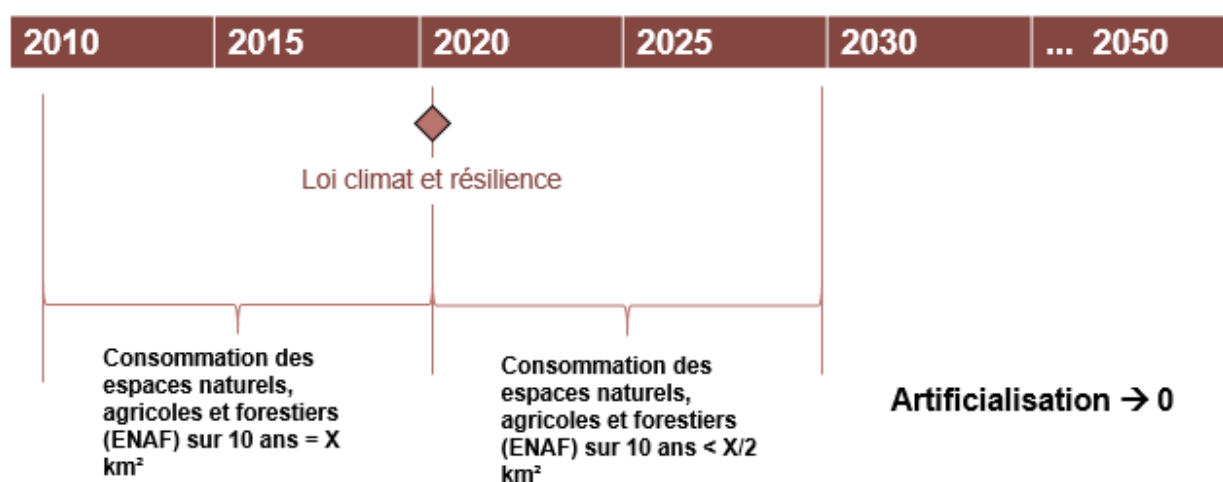 2010 2015 2020 2025 2030 ... 2050
Loi climat et résilience
Consommation des
espaces naturels,
agricoles et forestiers
(ENAF) sur 10 ans = X
km²
Consommation des
espaces naturels,
agricoles et forestiers
(ENAF) sur 10 ans < X/2
km²
Artificialisation → 0